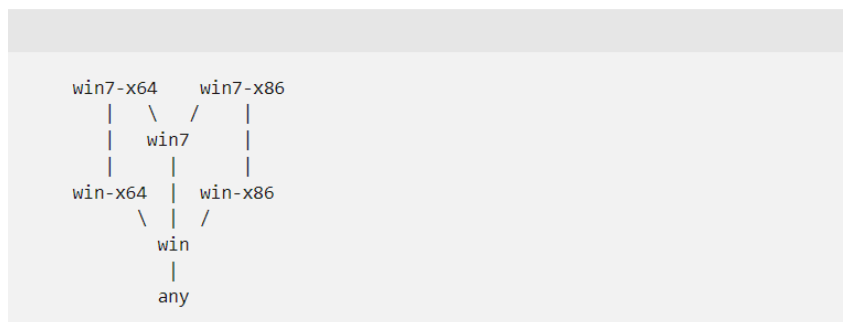 win7-x64    win7-x86
   |   \   /    |
   |   win7     |
   |     |      |
win-x64  |  win-x86
      \  |  /
        win
         |
        any